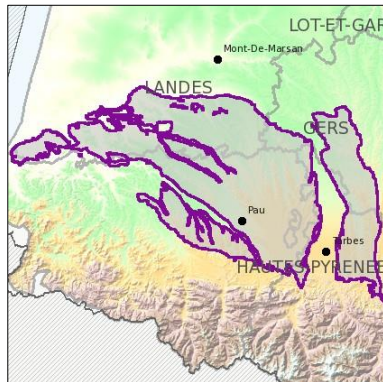 LOT-ET-GAR
Mont-De-Marsan
LANDES
GERS
Pau
Tarbes
HAUTES-PYRENEE